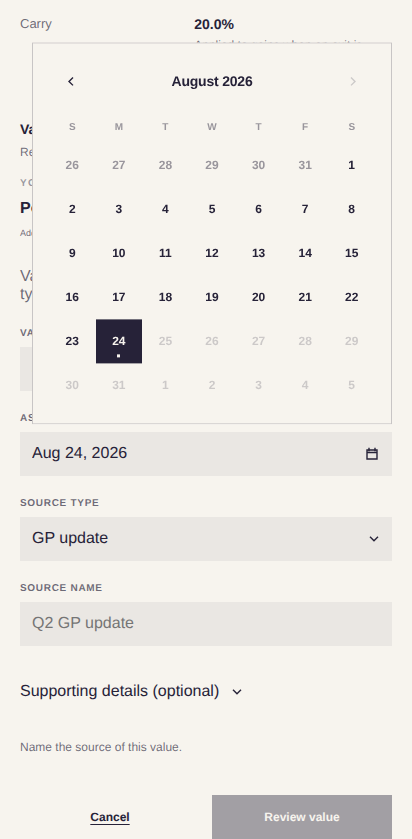 Carry
20.0%
August 2026
S M T W T F S
26 27 28 29 30 31 1
2 3 4 5 6 7 8
9 10 11 12 13 14 15
16 17 18 19 20 21 22
23 24 25 26 27 28 29
30 31 1 2 3 4 5
Aug 24, 2026
SOURCE TYPE
GP update
SOURCE NAME
Q2 GP update
Supporting details (optional)
Name the source of this value.
Cancel
Review value